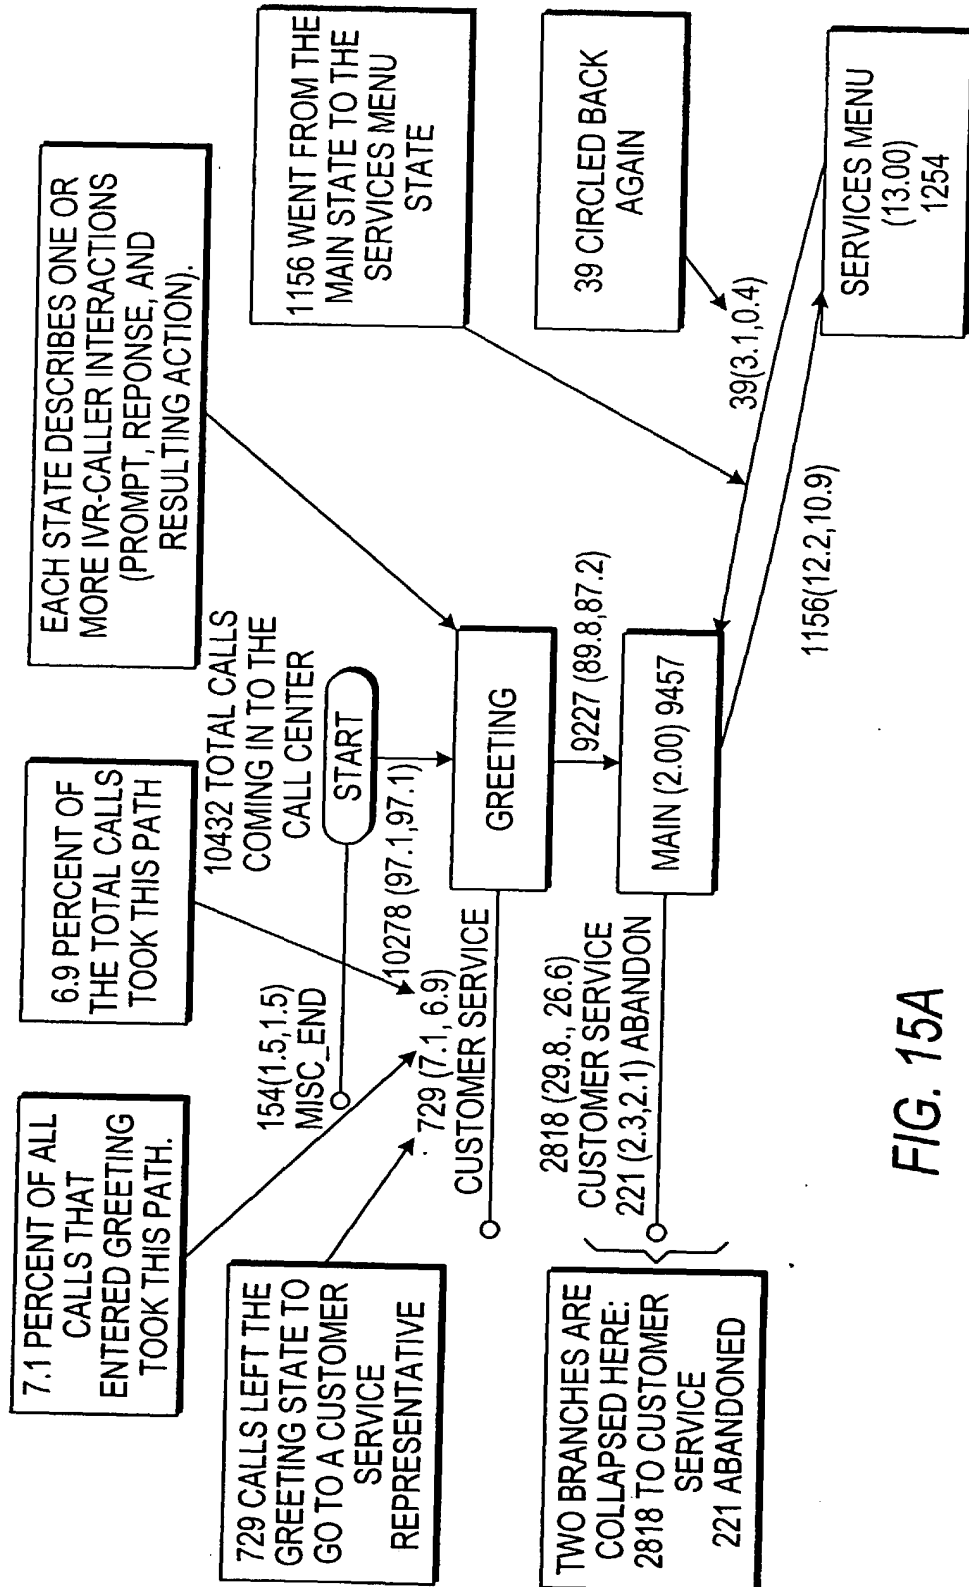 7.1 PERCENT OF ALL
CALLS THAT
ENTERED GREETING
TOOK THIS PATH.
6.9 PERCENT OF
THE TOTAL CALLS
TOOK THIS PATH
EACH STATE DESCRIBES ONE OR
MORE IVR-CALLER INTERACTIONS
(PROMPT, REPONSE, AND
RESULTING ACTION).
10432 TOTAL CALLS
COMING IN TO THE
CALL CENTER
START
154(1.5,1.5)
MISC_END
10278 (97.1,97.1)
729 CALLS LEFT THE
GREETING STATE TO
GO TO A CUSTOMER
SERVICE
REPRESENTATIVE
729 (7.1, 6.9)
CUSTOMER SERVICE
GREETING
1156 WENT FROM THE
MAIN STATE TO THE
SERVICES MENU
STATE
9227 (89.8,87.2)
TWO BRANCHES ARE
COLLAPSED HERE:
2818 TO CUSTOMER
SERVICE
221 ABANDONED
2818 (29.8., 26.6)
CUSTOMER SERVICE
221 (2.3,2.1) ABANDON
MAIN (2.00) 9457
39 CIRCLED BACK
AGAIN
39(3.1,0.4)
1156(12.2,10.9)
SERVICES MENU
(13.00)
1254
FIG. 15A